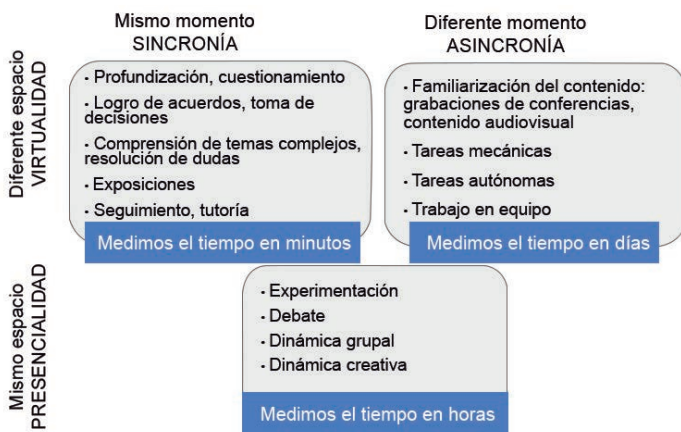 Mismo momento
SINCRONÍA
Diferente momento
ASINCRONÍA
Diferente espacio
VIRTUALIDAD
• Profundización, cuestionamiento
• Logro de acuerdos, toma de
decisiones
• Comprensión de temas complejos,
resolución de dudas
• Exposiciones
• Seguimiento, tutoría
Medimos el tiempo en minutos
• Familiarización del contenido:
grabaciones de conferencias,
contenido audiovisual
• Tareas mecánicas
• Tareas autónomas
• Trabajo en equipo
Medimos el tiempo en días
Mismo espacio
PRESENCIALIDAD
• Experimentación
• Debate
• Dinámica grupal
• Dinámica creativa
Medimos el tiempo en horas